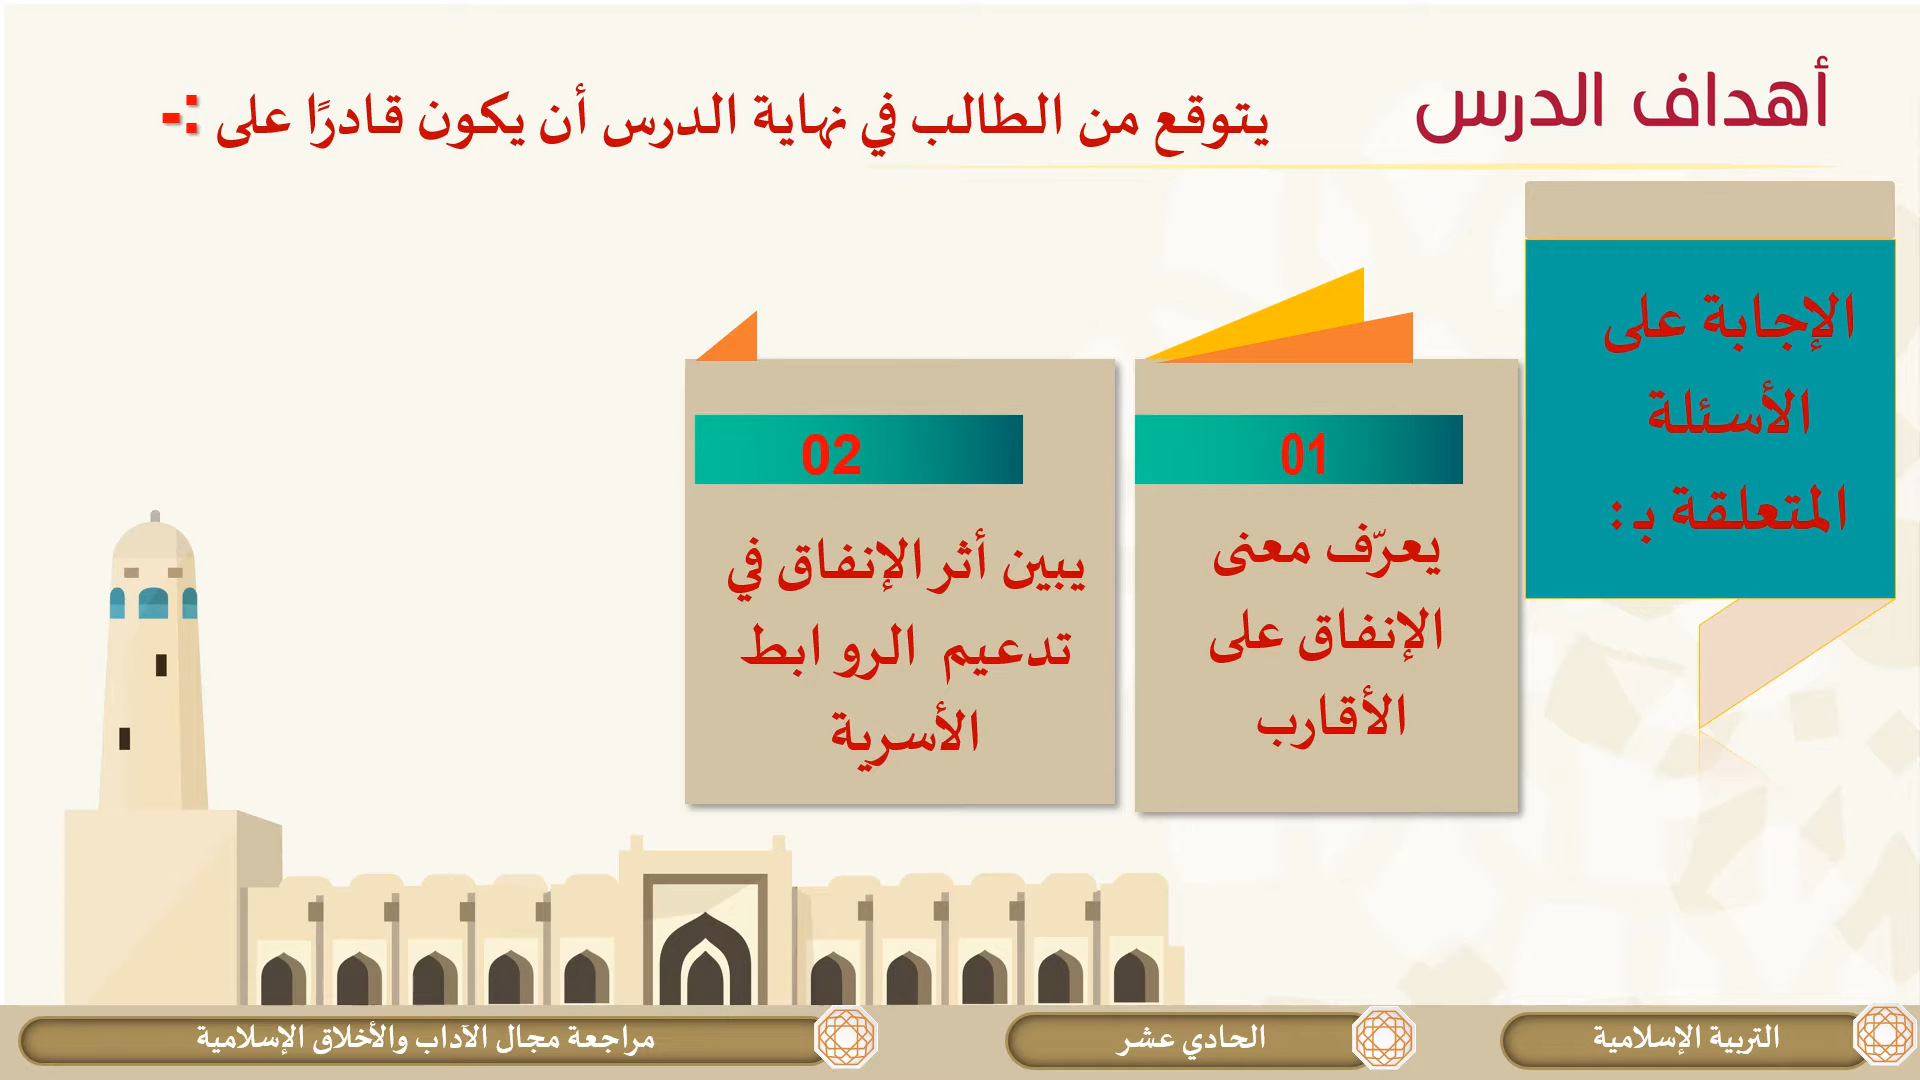 أهداف الدرس
يتوقع من الطالب في نهاية الدرس أن يكون قادرًا على :-
الإجابة على
الأسئلة
المتعلقة بـ :
01
يعرّف معنى
الإنفاق على
الأقارب
02
يبين أثر الإنفاق في
تدعيم الروابط
الأسرية
التربية الإسلامية
الحادي عشر
مراجعة مجال الآداب والأخلاق الإسلامية